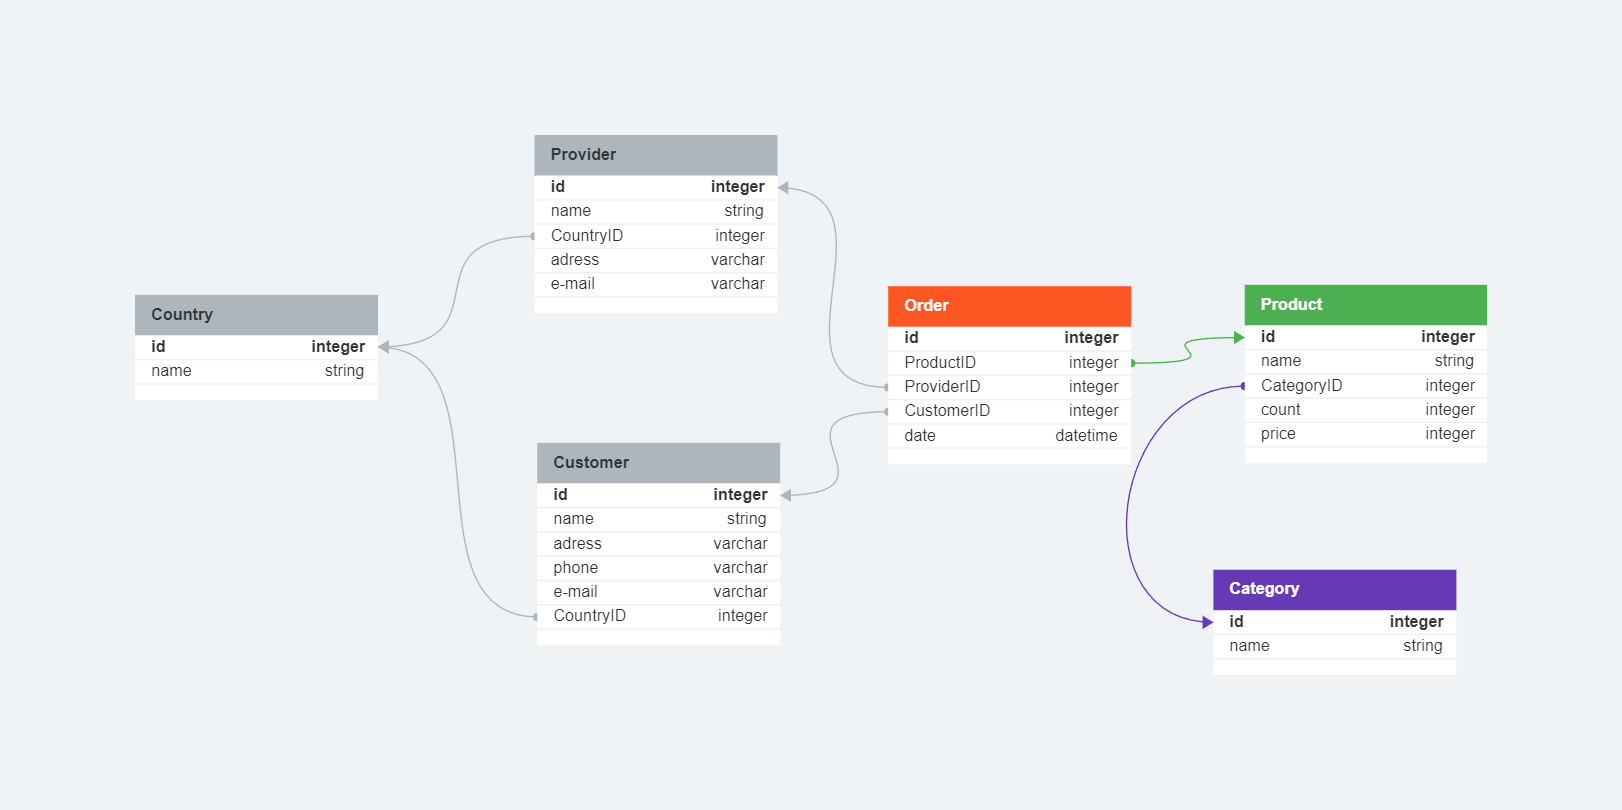 Provider
id integer
name string
CountryID integer
adress varchar
e-mail varchar
Country
id integer
name string
Customer
id integer
name string
adress varchar
phone varchar
e-mail varchar
CountryID integer
Order
id integer
ProductID integer
ProviderID integer
CustomerID integer
date datetime
Product
id integer
name string
CategoryID integer
count integer
price integer
Category
id integer
name string